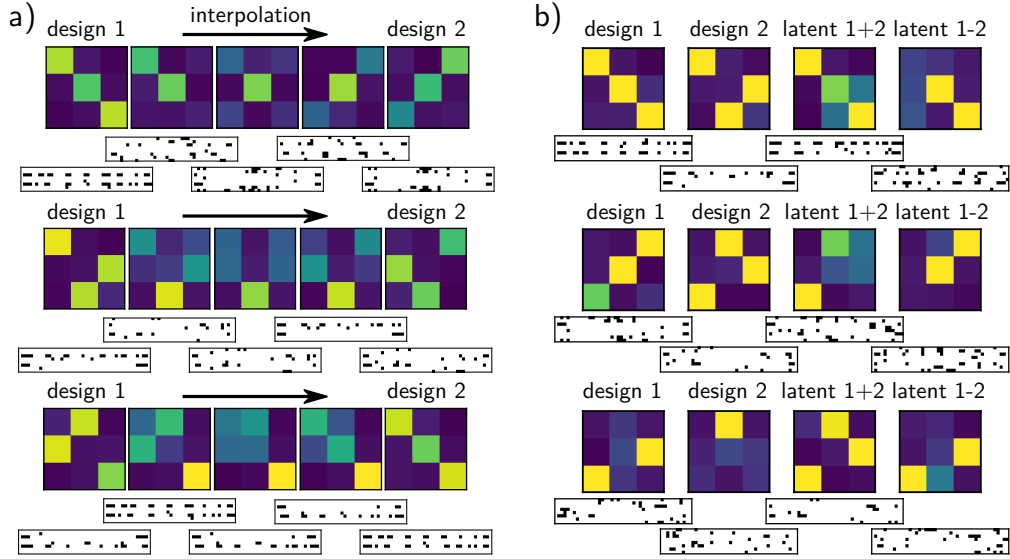 a)
interpolation
design 1
design 2
design 1
design 2
design 1
design 2
b)
design 1 design 2 latent 1+2 latent 1-2
design 1 design 2 latent 1+2 latent 1-2
design 1 design 2 latent 1+2 latent 1-2